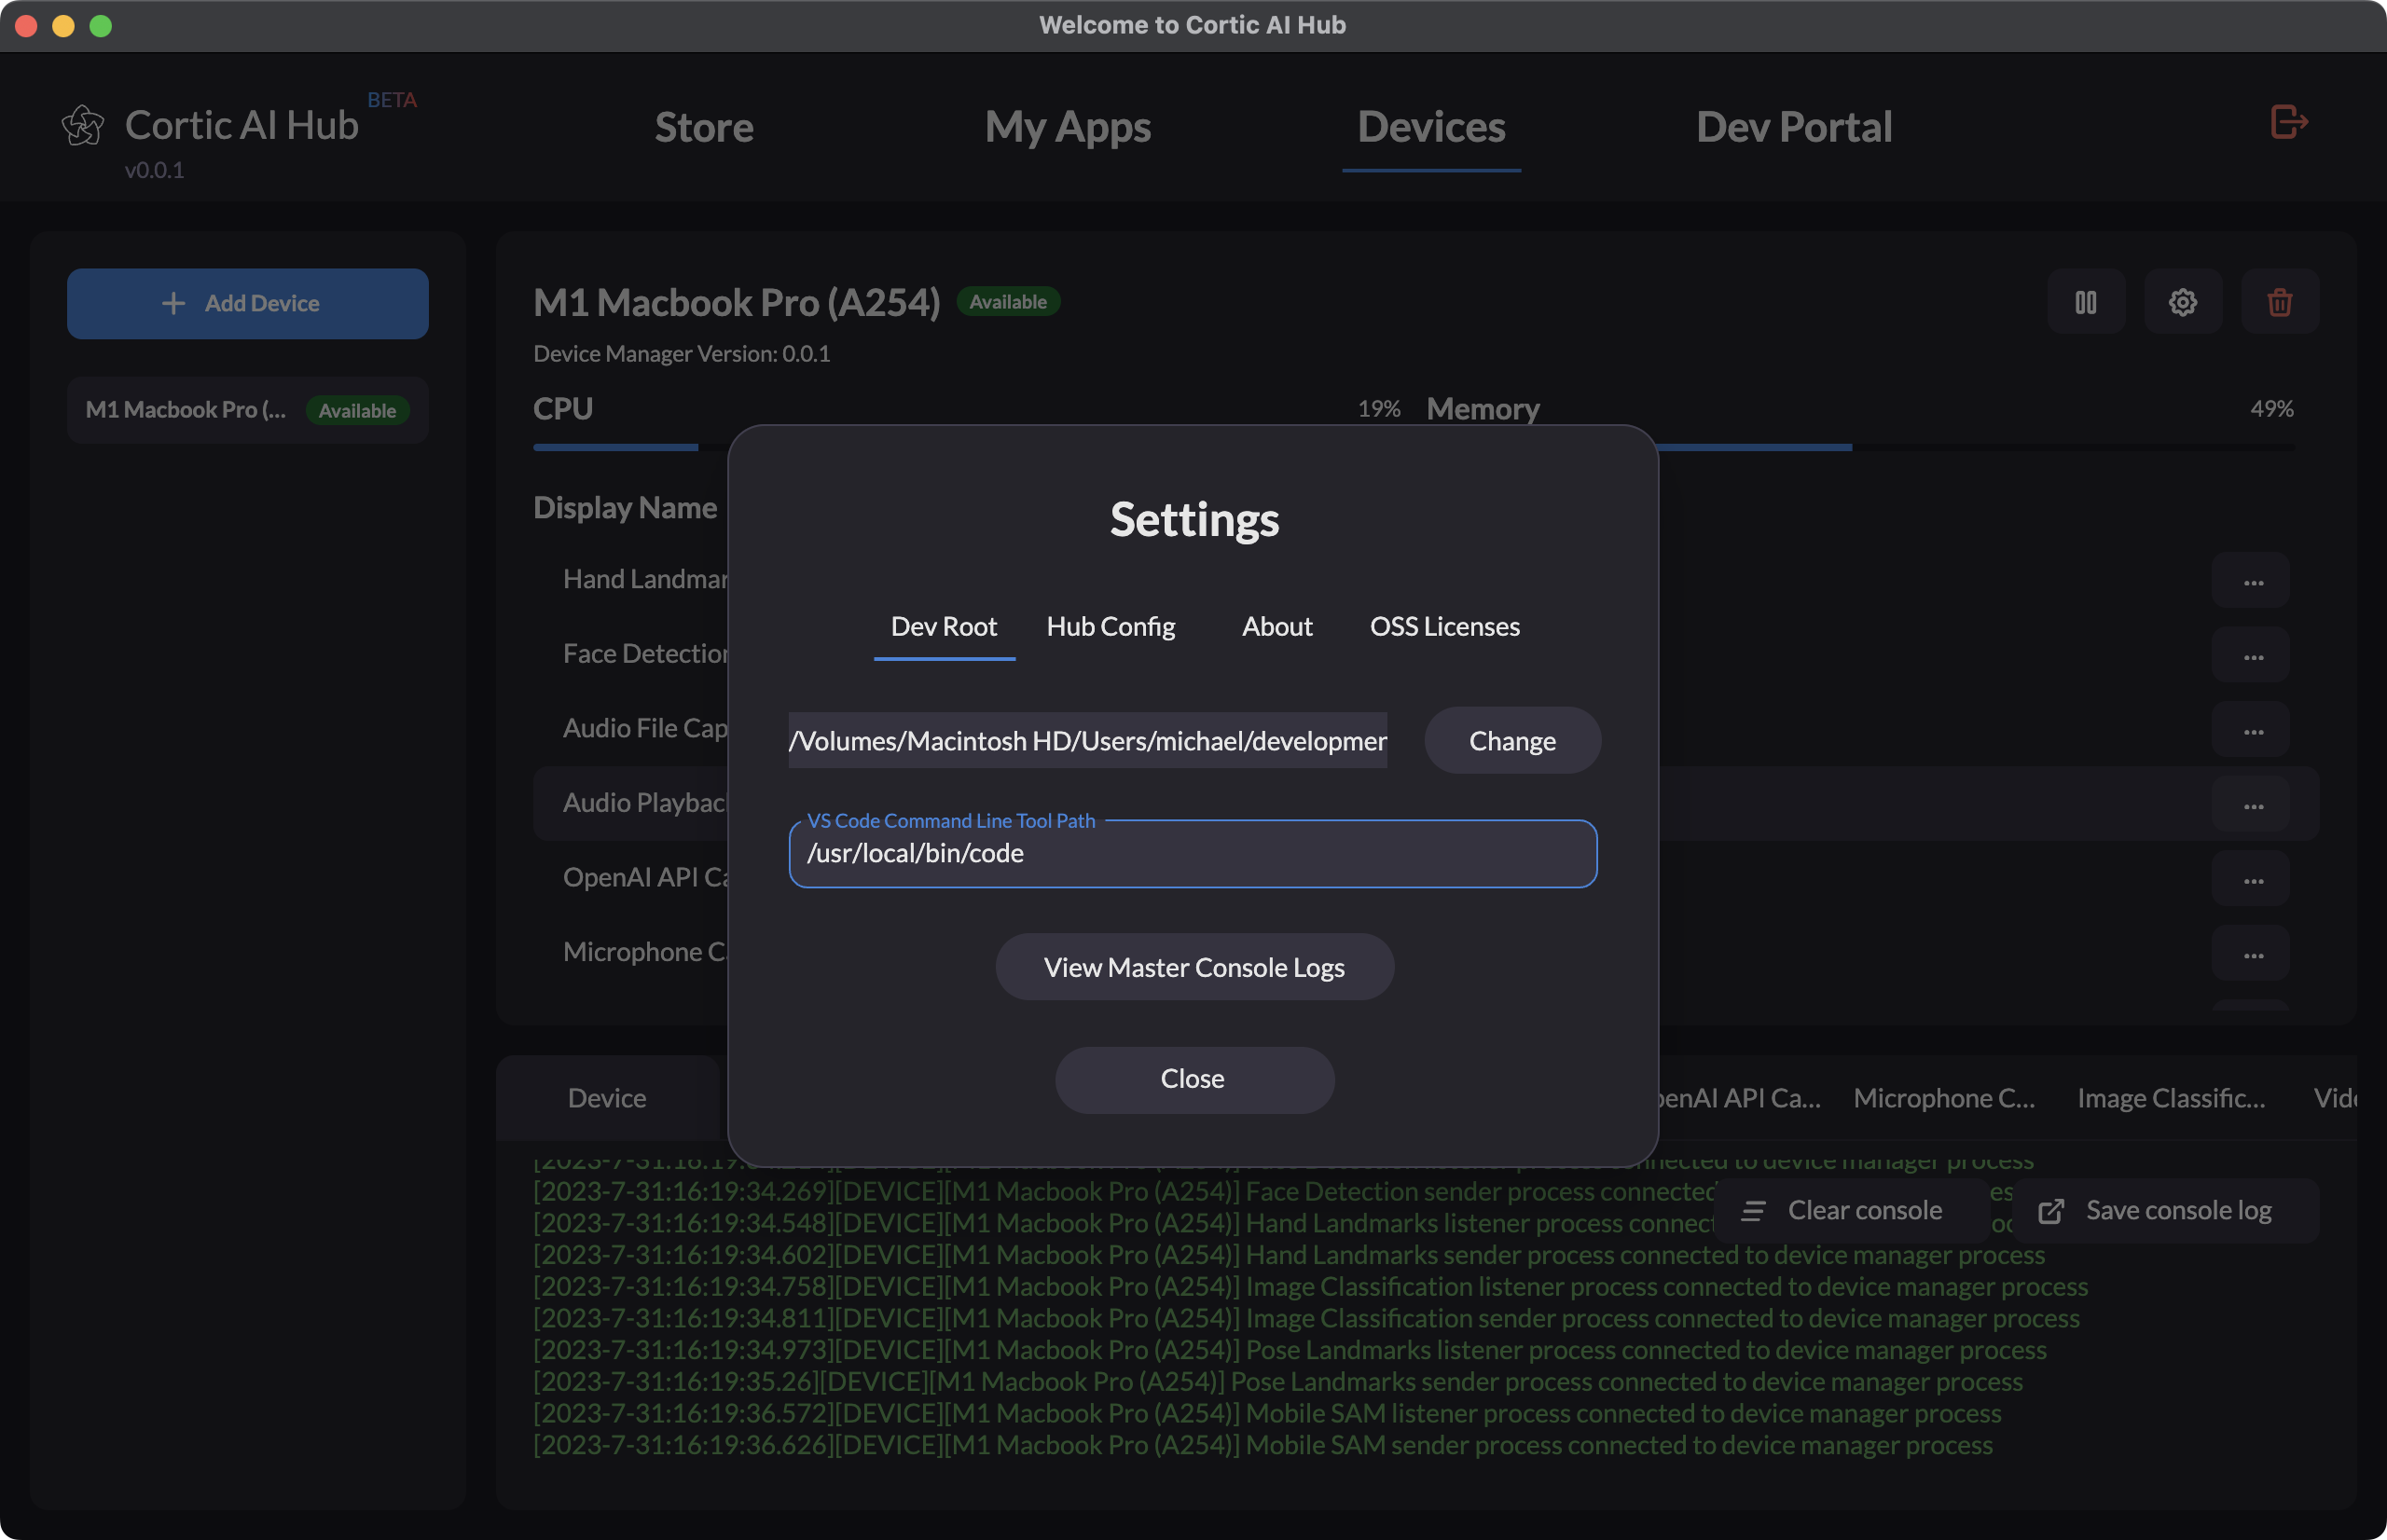 Welcome to Cortic AI Hub
Cortic AI Hub BETA
v0.0.1
Store
My Apps
Devices
Dev Portal
Add Device
M1 Macbook Pro (... Available
M1 Macbook Pro (A254) Available
Device Manager Version: 0.0.1
CPU 19%
Memory 49%
Display Name
Hand Landmar
Face Detection
Audio File Cap
Audio Playbac
OpenAI API Ca
Microphone C
...
...
...
...
...
...
Settings
Dev Root
Hub Config
About
OSS Licenses
/Volumes/Macintosh HD/Users/michael/developmen
Change
VS Code Command Line Tool Path
/usr/local/bin/code
View Master Console Logs
Close
Device
penAI API Ca...
Microphone C...
Image Classific...
Vide
nnected to device manager process
[2023-7-31:16:19:34.269][DEVICE][M1 Macbook Pro (A254)] Face Detection sender process connected
[2023-7-31:16:19:34.548][DEVICE][M1 Macbook Pro (A254)] Hand Landmarks listener process connect
Clear console
Save console log
[2023-7-31:16:19:34.602][DEVICE][M1 Macbook Pro (A254)] Hand Landmarks sender process connected to device manager process
[2023-7-31:16:19:34.758][DEVICE][M1 Macbook Pro (A254)] Image Classification listener process connected to device manager process
[2023-7-31:16:19:34.811][DEVICE][M1 Macbook Pro (A254)] Image Classification sender process connected to device manager process
[2023-7-31:16:19:34.973][DEVICE][M1 Macbook Pro (A254)] Pose Landmarks listener process connected to device manager process
[2023-7-31:16:19:35.26][DEVICE][M1 Macbook Pro (A254)] Pose Landmarks sender process connected to device manager process
[2023-7-31:16:19:36.572][DEVICE][M1 Macbook Pro (A254)] Mobile SAM listener process connected to device manager process
[2023-7-31:16:19:36.626][DEVICE][M1 Macbook Pro (A254)] Mobile SAM sender process connected to device manager process